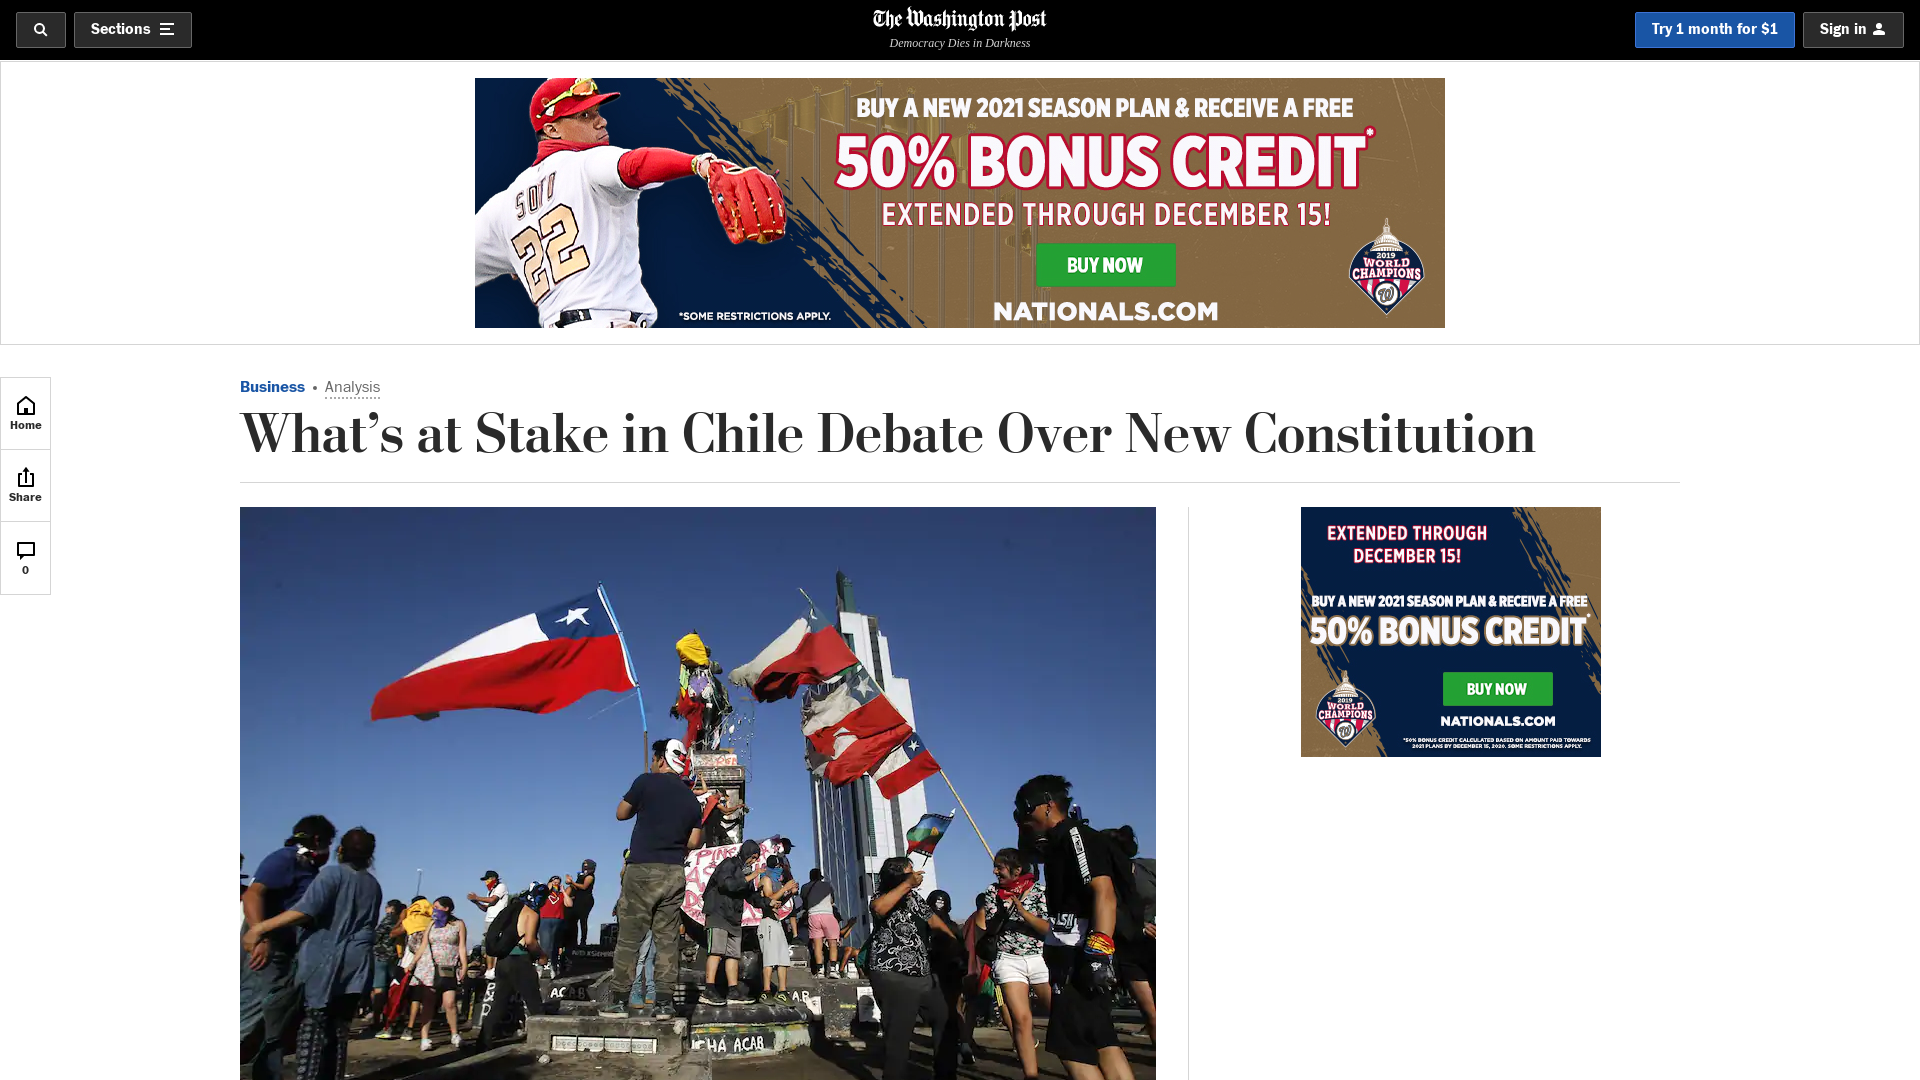 Sections
The Washington Post
Democracy Dies in Darkness
Try 1 month for $1
Sign in
BUY A NEW 2021 SEASON PLAN & RECEIVE A FREE
50% BONUS CREDIT*
EXTENDED THROUGH DECEMBER 15!
BUY NOW
NATIONALS.COM
*SOME RESTRICTIONS APPLY.
SOTO
22
2019
WORLD
CHAMPIONS
W
Home
Share
0
Business • Analysis
What’s at Stake in Chile Debate Over New Constitution
EXTENDED THROUGH
DECEMBER 15!
BUY A NEW 2021 SEASON PLAN & RECEIVE A FREE
50% BONUS CREDIT*
BUY NOW
NATIONALS.COM
2019
WORLD
CHAMPIONS
W
*50% BONUS CREDIT CALCULATED BASED ON AMOUNT PAID TOWARDS
2021 PLANS BY DECEMBER 15, 2020. SOME RESTRICTIONS APPLY.
ACAB
ACAB